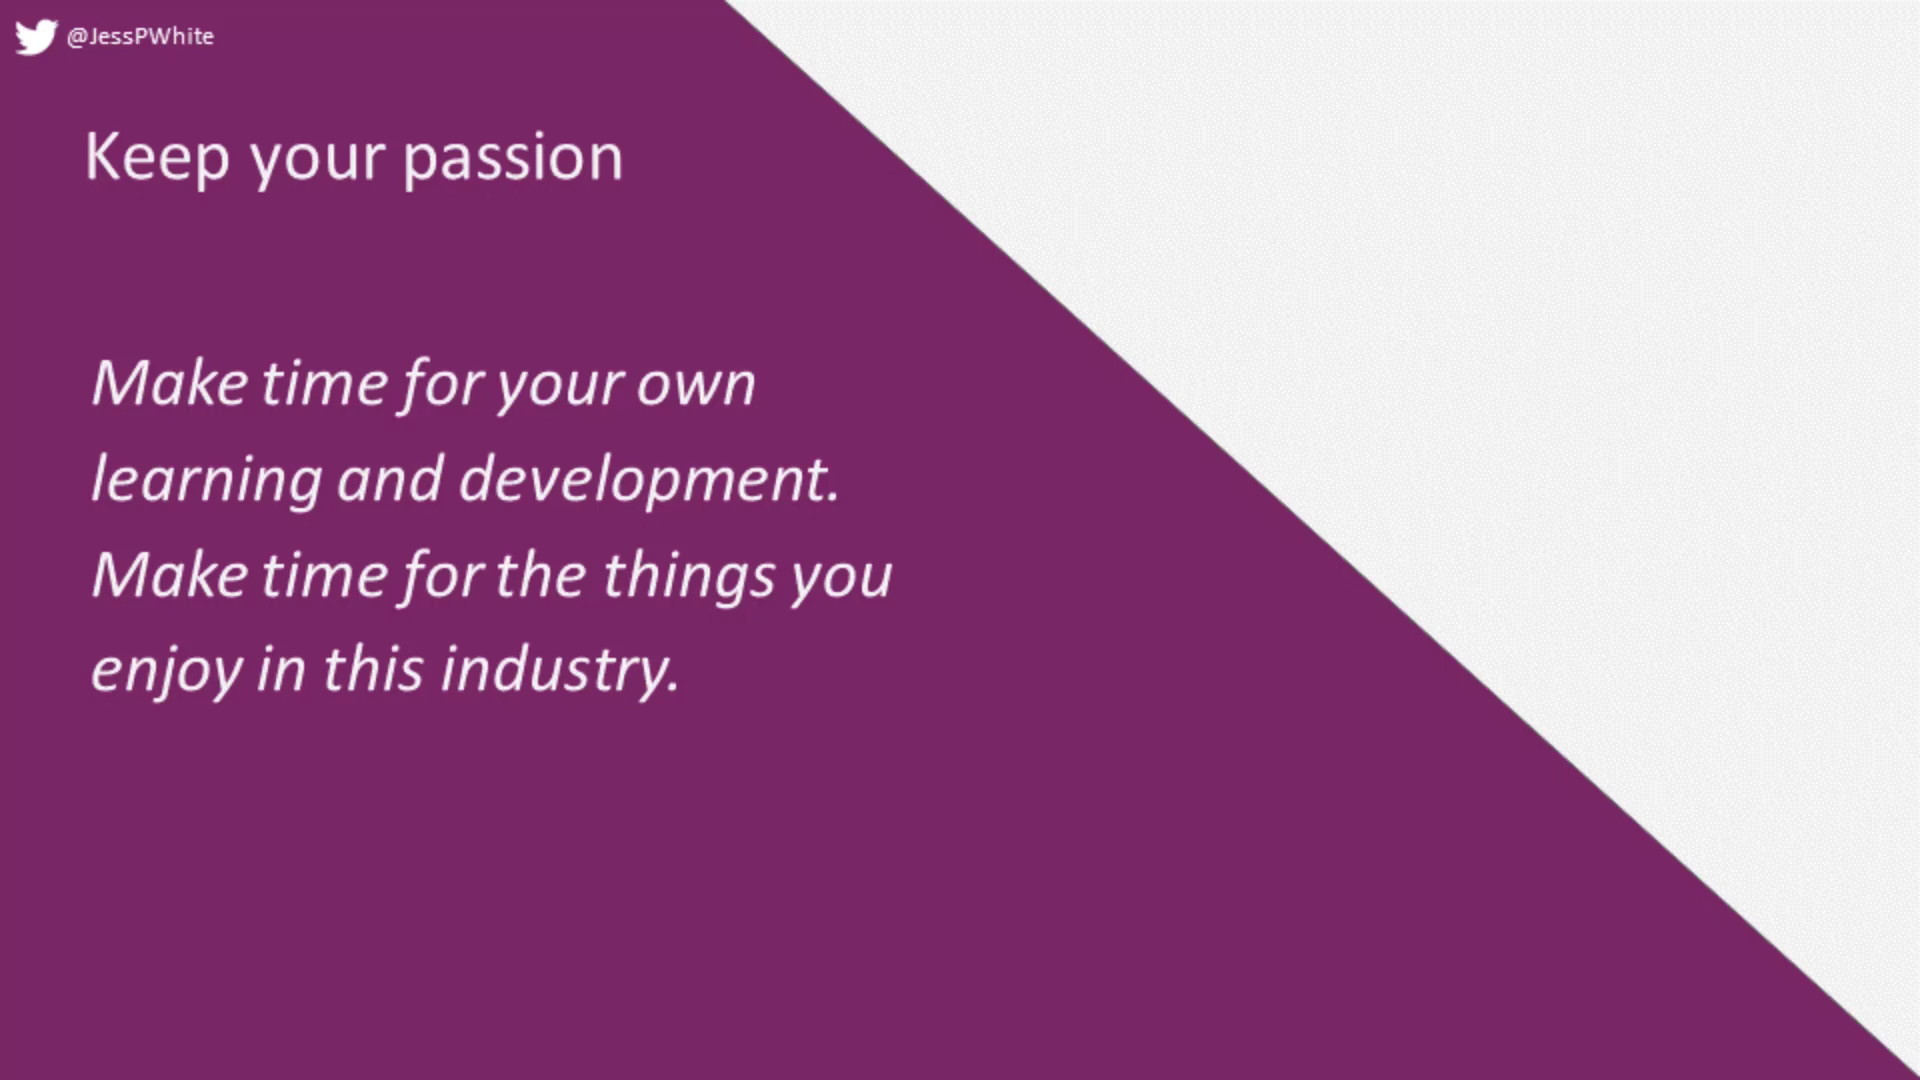 @JessPWhite
Keep your passion
Make time for your own
learning and development.
Make time for the things you
enjoy in this industry.